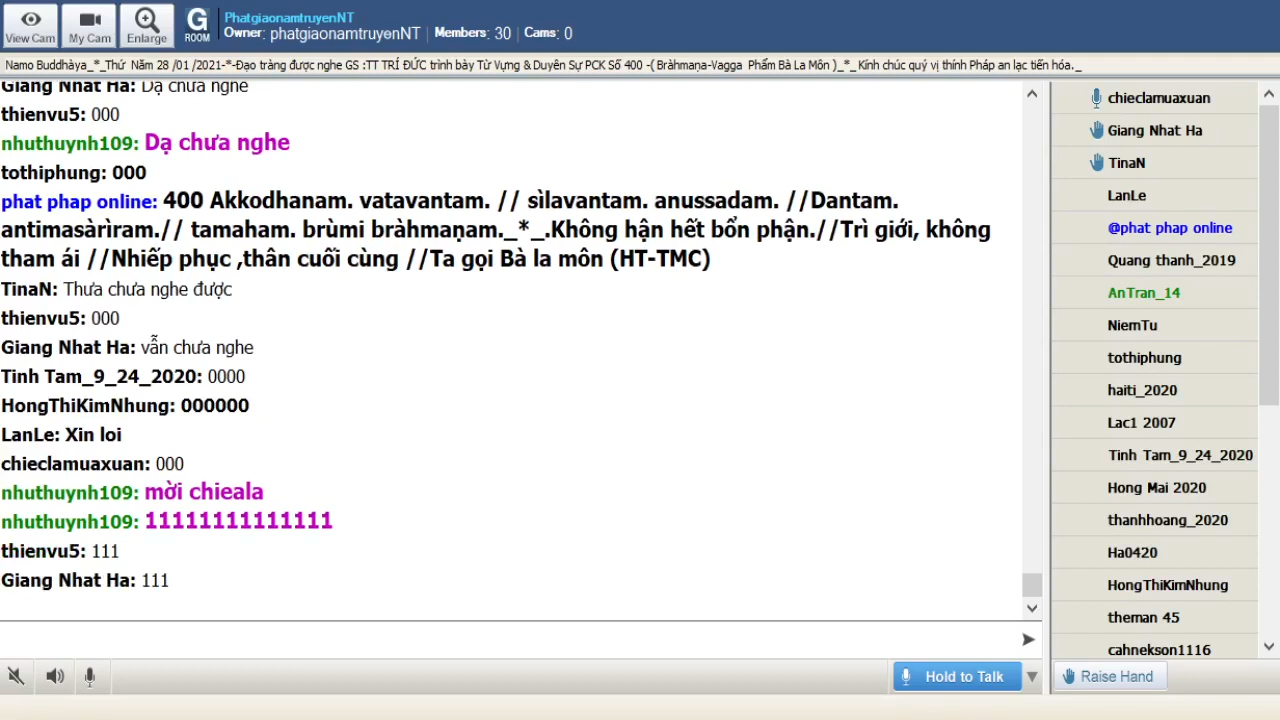 View Cam
My Cam
Enlarge
G
ROOM
PhatgiaonamtruyenNT
Owner: phatgiaonamtruyenNT | Members: 30 | Cams: 0
Namo Buddhàya_*_Thứ Năm 28 /01 /2021-*-Đạo tràng được nghe GS :TT TRÍ ĐỨC trình bày Từ Vựng & Duyên Sự PCK Số 400 -( Bràhmaṇa-Vagga Phẩm Bà La Môn )_*_ Kính chúc quý vị thính Pháp an lạc tiến hóa._
Giang Nhat Ha: Dạ chưa nghe
thienvu5: 000
nhuthuynh109: Dạ chưa nghe
tothiphung: 000
phat phap online: 400 Akkodhanam. vatavantam. // sìlavantam. anussadam. //Dantam.
antimasàrìram.// tamaham. brùmi bràhmaṇam._*_.Không hận hết bổn phận.//Trì giới, không
tham ái //Nhiếp phục ,thân cuối cùng //Ta gọi Bà la môn (HT-TMC)
TinaN: Thưa chưa nghe được
thienvu5: 000
Giang Nhat Ha: vẫn chưa nghe
Tinh Tam_9_24_2020: 0000
HongThiKimNhung: 000000
LanLe: Xin loi
chieclamuaxuan: 000
nhuthuynh109: mời chieala
nhuthuynh109: 11111111111111
thienvu5: 111
Giang Nhat Ha: 111
Hold to Talk
chieclamuaxuan
Giang Nhat Ha
TinaN
LanLe
@phat phap online
Quang thanh_2019
AnTran_14
NiemTu
tothiphung
haiti_2020
Lac1 2007
Tinh Tam_9_24_2020
Hong Mai 2020
thanhhoang_2020
Ha0420
HongThiKimNhung
theman 45
cahnekson1116
Raise Hand